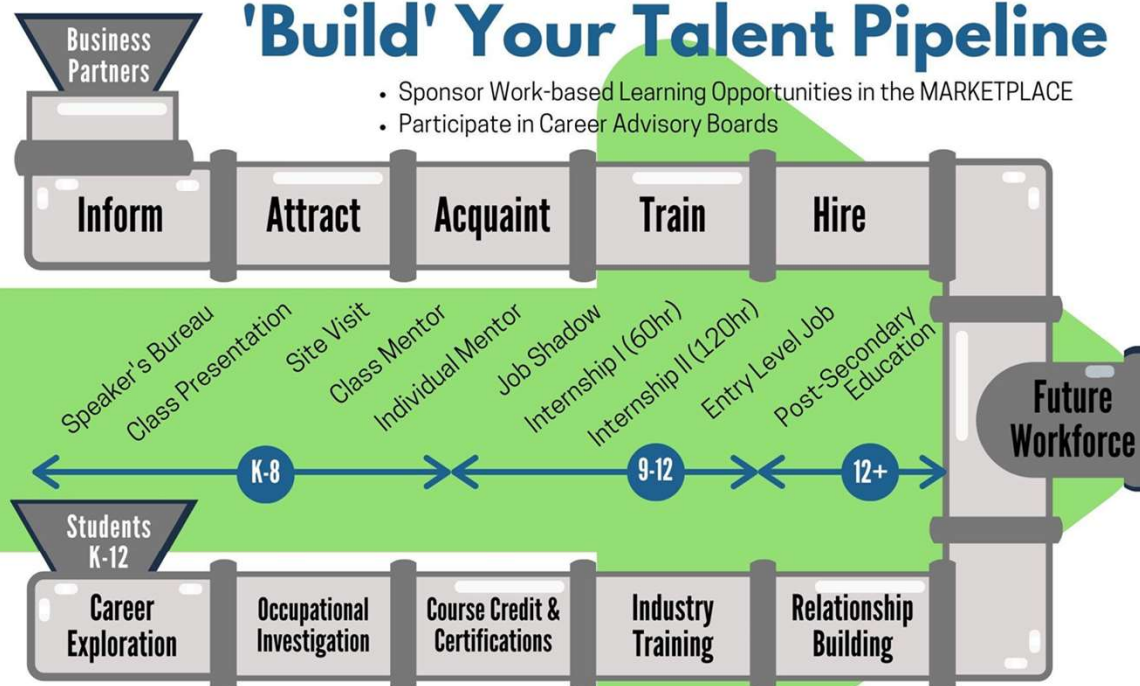 'Build' Your Talent Pipeline
Business
Partners
• Sponsor Work-based Learning Opportunities in the MARKETPLACE
• Participate in Career Advisory Boards
Inform
Attract
Acquaint
Train
Hire
Speaker's Bureau
Class Presentation
Site Visit
Class Mentor
Individual Mentor
Job Shadow
Internship I (60hr)
Internship II (120hr)
Entry Level Job
Post-Secondary
Education
Future
Workforce
K-8
9-12
12+
Students
K-12
Career
Exploration
Occupational
Investigation
Course Credit &
Certifications
Industry
Training
Relationship
Building